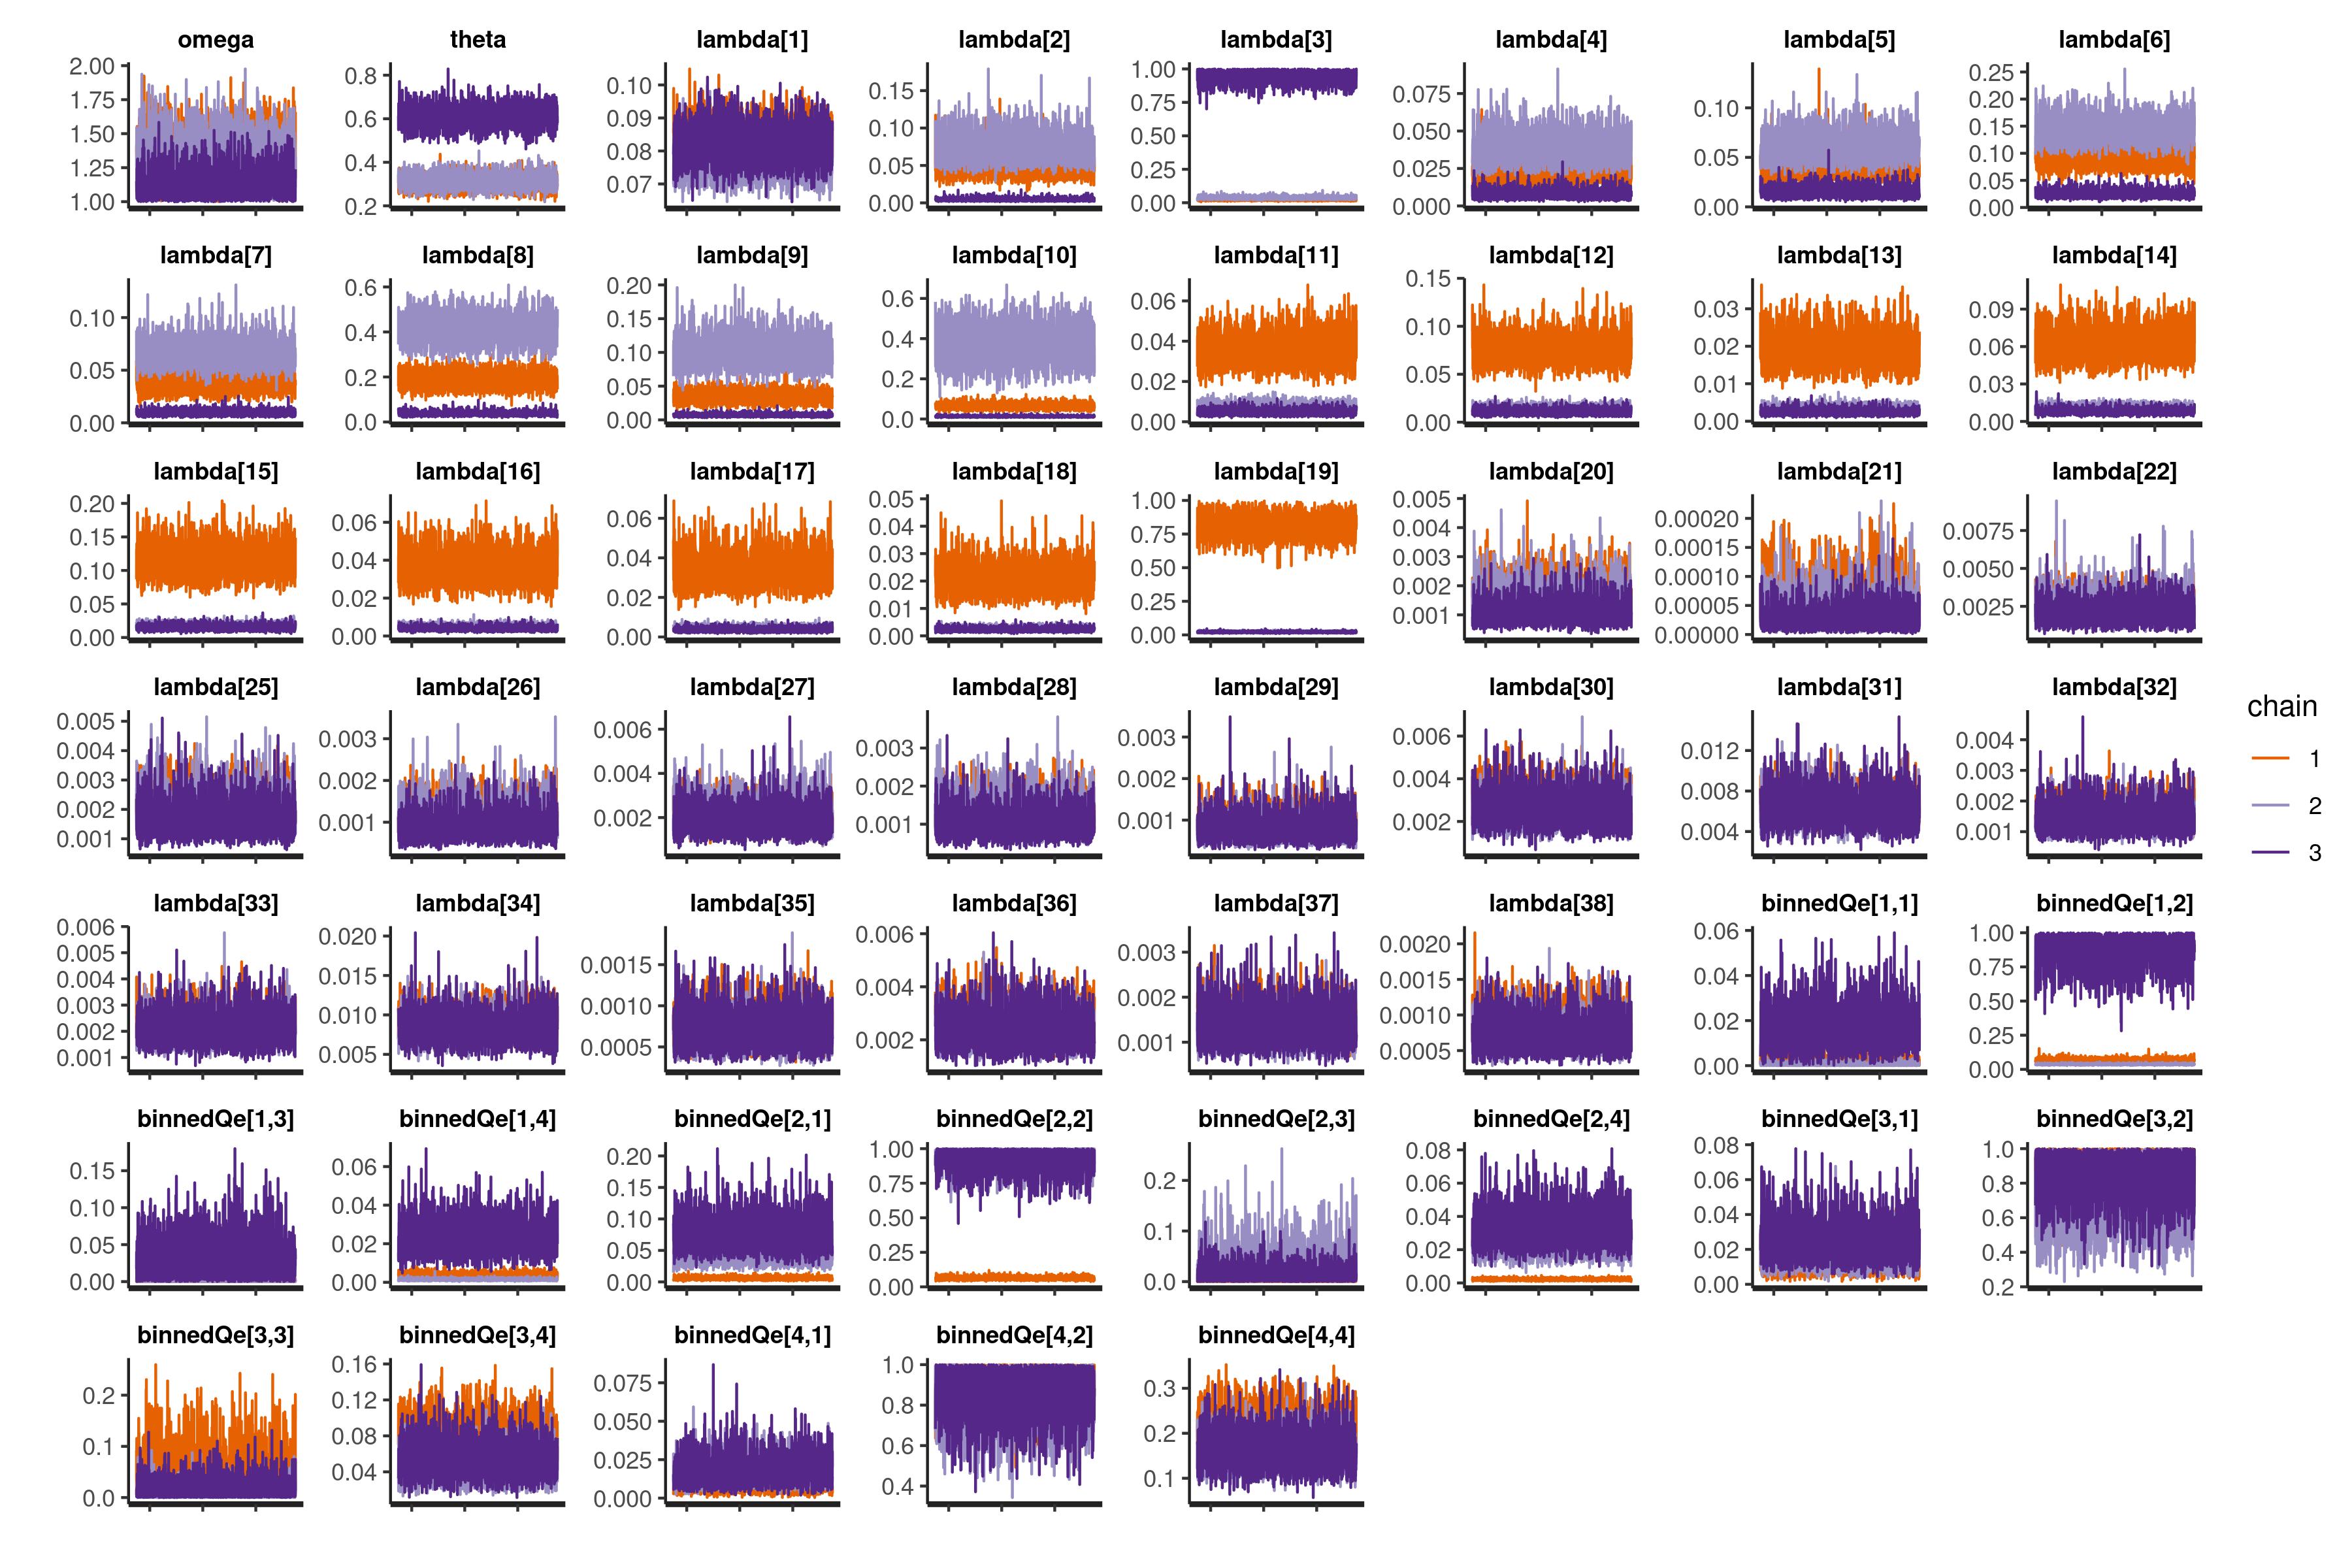 omega theta lambda[1] lambda[2] lambda[3] lambda[4] lambda[5] lambda[6]
2.00 1.75 1.50 1.25 1.00
0.8 0.6 0.4 0.2
0.10 0.09 0.08 0.07
0.15 0.10 0.05 0.00
1.00 0.75 0.50 0.25 0.00
0.075 0.050 0.025 0.000
0.10 0.05 0.00
0.25 0.20 0.15 0.10 0.05 0.00
lambda[7] lambda[8] lambda[9] lambda[10] lambda[11] lambda[12] lambda[13] lambda[14]
0.10 0.05 0.00
0.6 0.4 0.2 0.0
0.20 0.15 0.10 0.05 0.00
0.6 0.4 0.2 0.0
0.06 0.04 0.02 0.00
0.15 0.10 0.05 0.00
0.03 0.02 0.01 0.00
0.09 0.06 0.03 0.00
lambda[15] lambda[16] lambda[17] lambda[18] lambda[19] lambda[20] lambda[21] lambda[22]
0.20 0.15 0.10 0.05 0.00
0.06 0.04 0.02 0.00
0.06 0.04 0.02 0.00
0.05 0.04 0.03 0.02 0.01 0.00
1.00 0.75 0.50 0.25 0.00
0.005 0.004 0.003 0.002 0.001
0.00020 0.00015 0.00010 0.00005 0.00000
0.0075 0.0050 0.0025
lambda[25] lambda[26] lambda[27] lambda[28] lambda[29] lambda[30] lambda[31] lambda[32]
0.005 0.004 0.003 0.002 0.001
0.003 0.002 0.001
0.006 0.004 0.002
0.003 0.002 0.001
0.003 0.002 0.001
0.006 0.004 0.002
0.012 0.008 0.004
0.004 0.003 0.002 0.001
chain
1
2
3
lambda[33] lambda[34] lambda[35] lambda[36] lambda[37] lambda[38] binnedQe[1,1] binnedQe[1,2]
0.006 0.005 0.004 0.003 0.002 0.001
0.020 0.015 0.010 0.005
0.0015 0.0010 0.0005
0.006 0.004 0.002
0.003 0.002 0.001
0.0020 0.0015 0.0010 0.0005
0.06 0.04 0.02 0.00
1.00 0.75 0.50 0.25 0.00
binnedQe[1,3] binnedQe[1,4] binnedQe[2,1] binnedQe[2,2] binnedQe[2,3] binnedQe[2,4] binnedQe[3,1] binnedQe[3,2]
0.15 0.10 0.05 0.00
0.06 0.04 0.02 0.00
0.20 0.15 0.10 0.05 0.00
1.00 0.75 0.50 0.25 0.00
0.2 0.1 0.0
0.08 0.06 0.04 0.02 0.00
0.08 0.06 0.04 0.02 0.00
1.0 0.8 0.6 0.4 0.2
binnedQe[3,3] binnedQe[3,4] binnedQe[4,1] binnedQe[4,2] binnedQe[4,4]
0.2 0.1 0.0
0.16 0.12 0.08 0.04
0.075 0.050 0.025 0.000
1.0 0.8 0.6 0.4
0.3 0.2 0.1